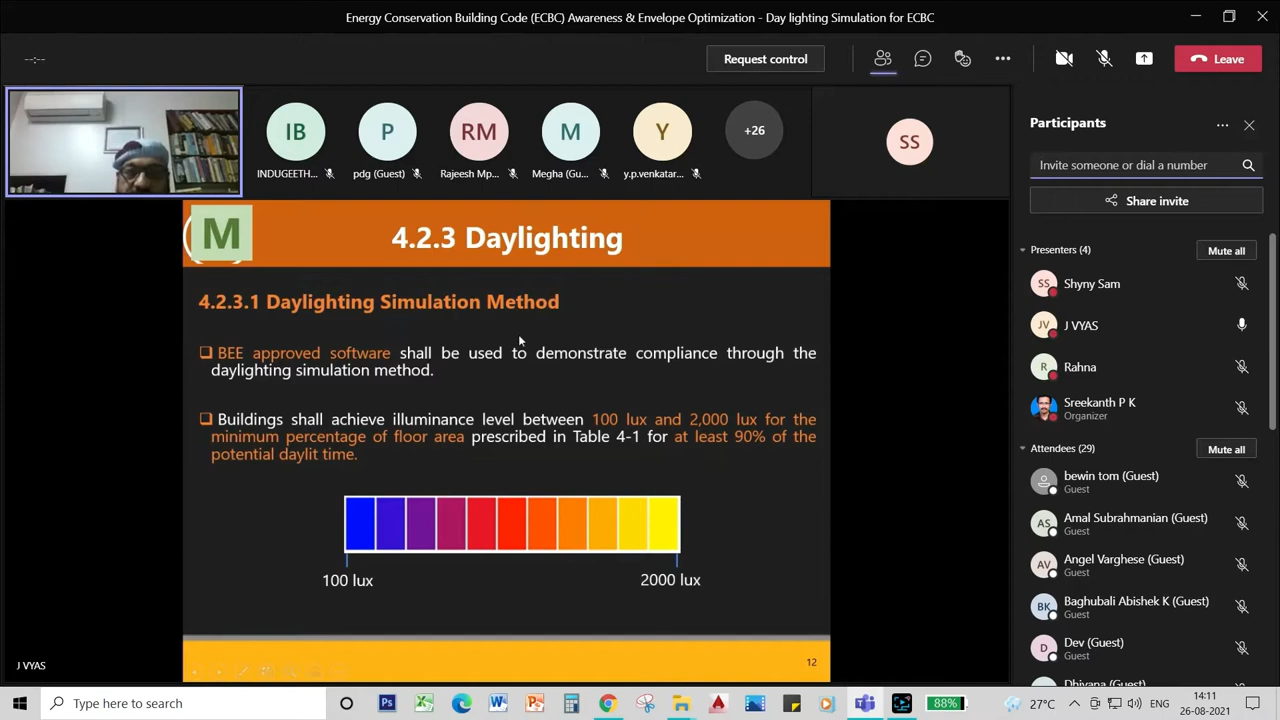 Energy Conservation Building Code (ECBC) Awareness & Envelope Optimization - Day lighting Simulation for ECBC
--:--
Request control
Leave
IB
P
RM
M
Y
+26
SS
INDUGEETH...
pdg (Guest)
Rajeesh Mp...
Megha (Gu...
y.p.venkatar...
Participants
Invite someone or dial a number
Share invite
Presenters (4)
Mute all
SS
Shyny Sam
JV
J VYAS
R
Rahna
Sreekanth P K
Organizer
Attendees (29)
Mute all
bewin tom (Guest)
Guest
AS
Amal Subrahmanian (Guest)
Guest
AV
Angel Varghese (Guest)
Guest
BK
Baghubali Abishek K (Guest)
Guest
D
Dev (Guest)
Guest
Dhivana (Guest)
M
4.2.3 Daylighting
4.2.3.1 Daylighting Simulation Method
BEE approved software shall be used to demonstrate compliance through the
daylighting simulation method.
Buildings shall achieve illuminance level between 100 lux and 2,000 lux for the
minimum percentage of floor area prescribed in Table 4-1 for at least 90% of the
potential daylit time.
100 lux
2000 lux
12
J VYAS
Type here to search
88%
27°C
ENG
14:11
26-08-2021